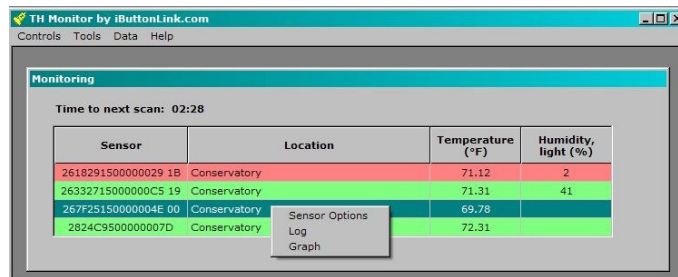 TH Monitor by iButtonLink.com
Controls Tools Data Help
Monitoring
Time to next scan: 02:28
Sensor Location Temperature (°F) Humidity, light (%)
2618291500000029 1B Conservatory 71.12 2
26332715000000C5 19 Conservatory 71.31 41
267F25150000004E 00 Conservatory 69.78
2824C9500000007D Conservatory 72.31
Sensor Options
Log
Graph